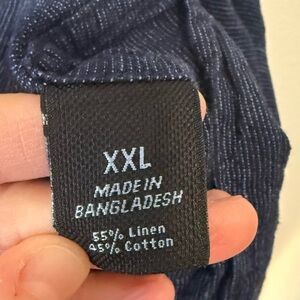 XXL
MADE IN
BANGLADESH
55% Linen
45% Cotton